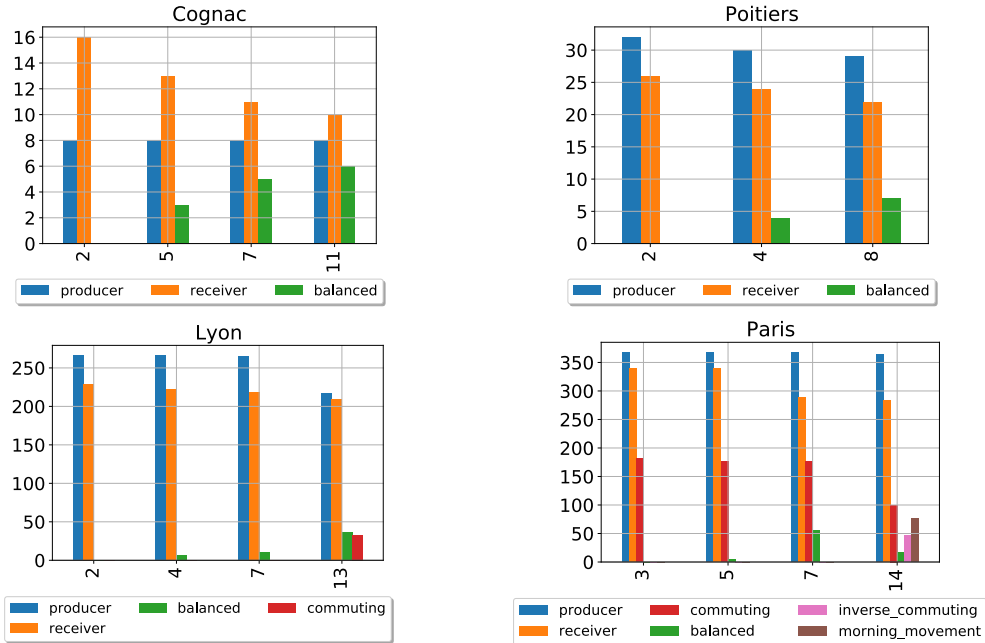 Cognac
16
14
12
10
8
6
4
2
0
2 5 7 11
producer receiver balanced
Poitiers
30
25
20
15
10
5
0
2 4 8
producer receiver balanced
Lyon
250
200
150
100
50
0
2 4 7 13
producer balanced commuting
receiver
Paris
350
300
250
200
150
100
50
0
3 5 7 14
producer commuting inverse_commuting
receiver balanced morning_movement